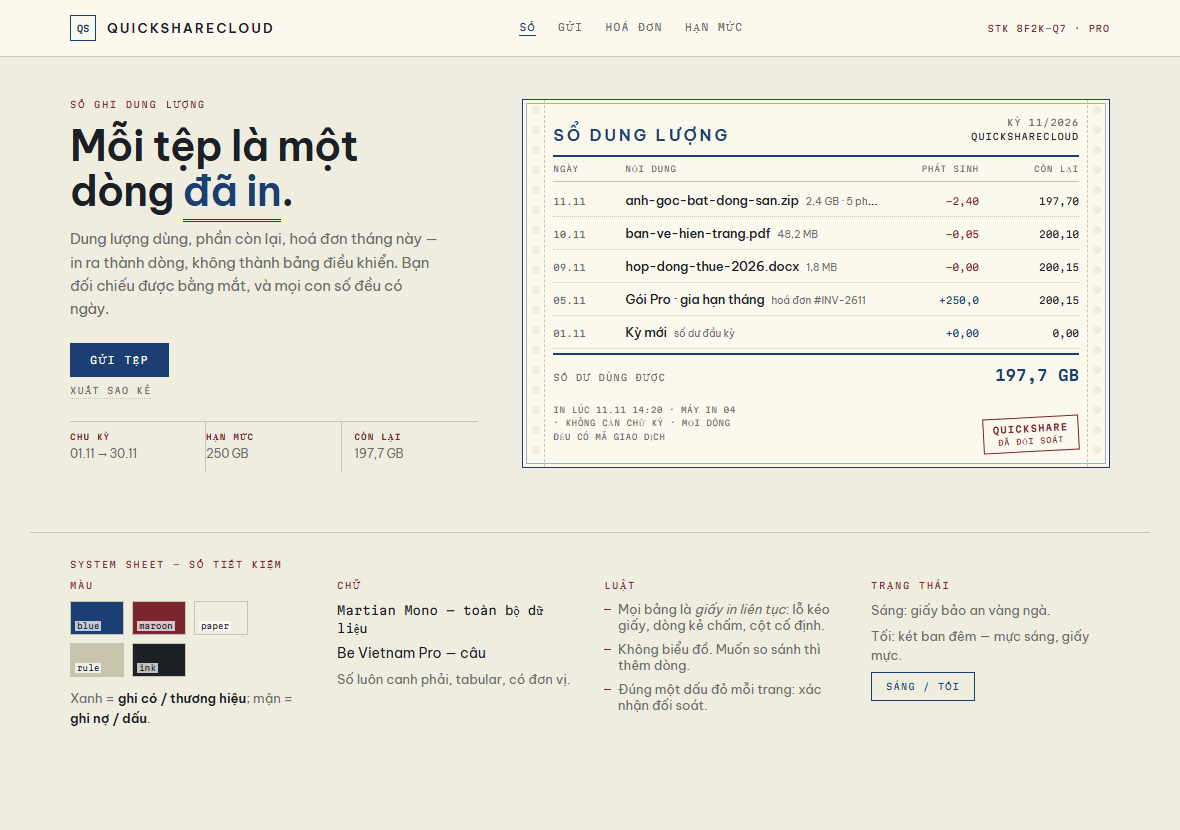 QS QUICKSHARECLOUD
SỔ GỬI HOÁ ĐƠN HẠN MỨC
STK 8F2K-Q7 · PRO
SỔ GHI DUNG LƯỢNG
Mỗi tệp là một
dòng đã in.
Dung lượng dùng, phần còn lại, hoá đơn tháng này —
in ra thành dòng, không thành bảng điều khiển. Bạn
đối chiếu được bằng mắt, và mọi con số đều có
ngày.
GỬI TỆP
XUẤT SAO KÊ
CHU KỲ HẠN MỨC CÒN LẠI
01.11 → 30.11 250 GB 197,7 GB
SỔ DUNG LƯỢNG
KỲ 11/2026
QUICKSHARECLOUD
NGÀY NỘI DUNG PHÁT SINH CÒN LẠI
11.11 anh-goc-bat-dong-san.zip 2,4 GB · 5 ph… −2,40 197,70
10.11 ban-ve-hien-trang.pdf 48,2 MB −0,05 200,10
09.11 hop-dong-thue-2026.docx 1,8 MB −0,00 200,15
05.11 Gói Pro · gia hạn tháng hoá đơn #INV-2611 +250,0 200,15
01.11 Kỳ mới số dư đầu kỳ +0,00 0,00
SỐ DƯ DÙNG ĐƯỢC 197,7 GB
IN LÚC 11.11 14:20 · MÁY IN 04
· KHÔNG CẦN CHỮ KÝ · MỌI DÒNG
ĐỀU CÓ MÃ GIAO DỊCH
QUICKSHARE
ĐÃ ĐỐI SOÁT
SYSTEM SHEET — SỔ TIẾT KIỆM
MÀU
blue maroon paper
rule ink
Xanh = ghi có / thương hiệu; mận =
ghi nợ / dấu.
CHỮ
Martian Mono — toàn bộ dữ
liệu
Be Vietnam Pro — câu
Số luôn canh phải, tabular, có đơn vị.
LUẬT
– Mọi bảng là giấy in liên tục: lỗ kéo
giấy, dòng kẻ chấm, cột cố định.
– Không biểu đồ. Muốn so sánh thì
thêm dòng.
– Đúng một dấu đỏ mỗi trang: xác
nhận đối soát.
TRẠNG THÁI
Sáng: giấy bảo an vàng ngà.
Tối: két ban đêm — mực sáng, giấy
mực.
SÁNG / TỐI